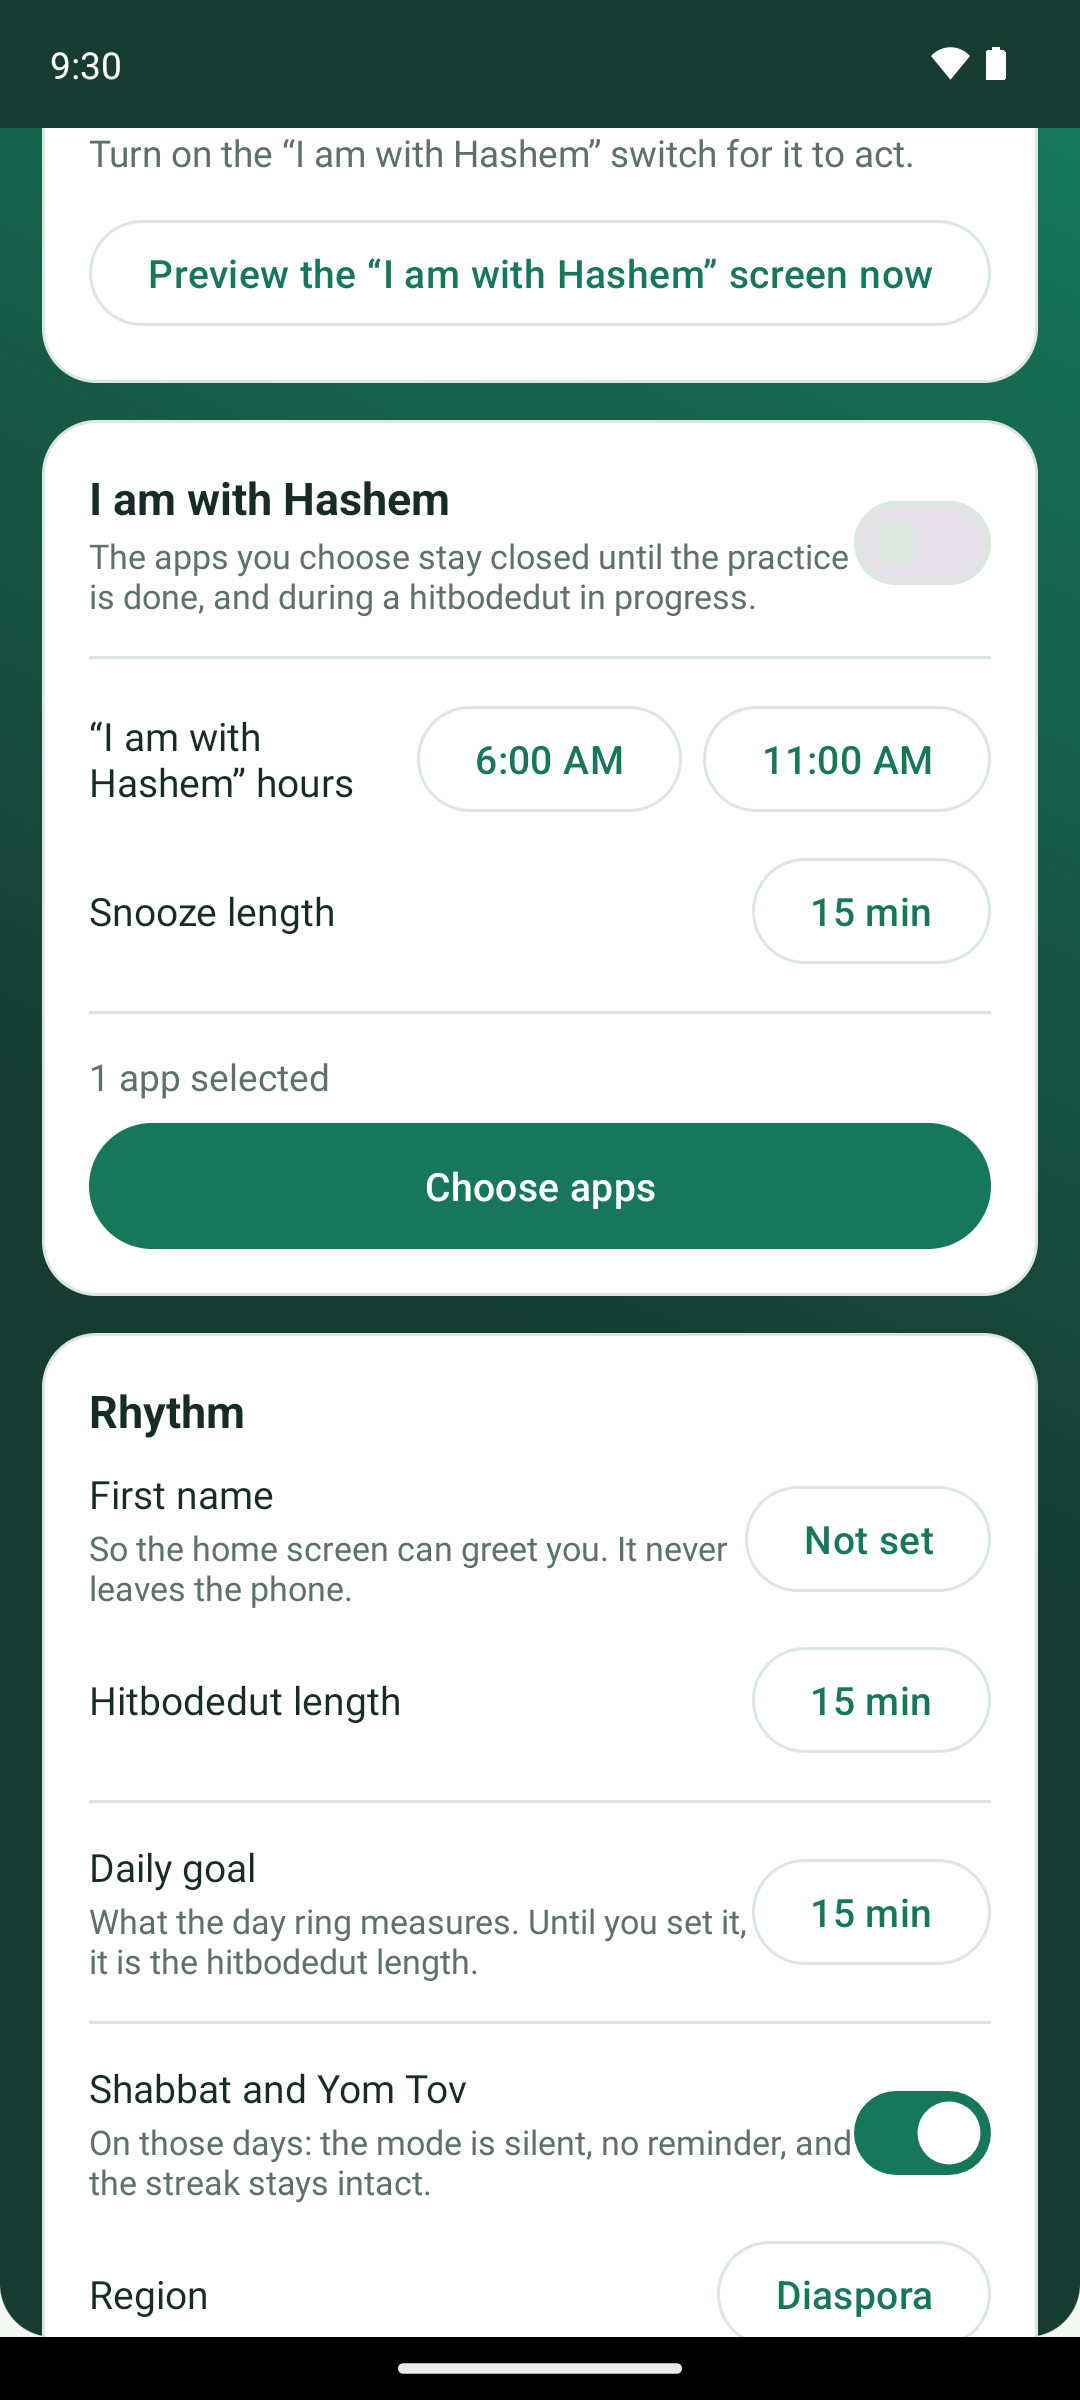 9:30
Turn on the “I am with Hashem” switch for it to act.
Preview the “I am with Hashem” screen now
I am with Hashem
The apps you choose stay closed until the practice
is done, and during a hitbodedut in progress.
“I am with
Hashem” hours
6:00 AM
11:00 AM
Snooze length
15 min
1 app selected
Choose apps
Rhythm
First name
So the home screen can greet you. It never
leaves the phone.
Not set
Hitbodedut length
15 min
Daily goal
What the day ring measures. Until you set it,
it is the hitbodedut length.
15 min
Shabbat and Yom Tov
On those days: the mode is silent, no reminder, and
the streak stays intact.
Region
Diaspora